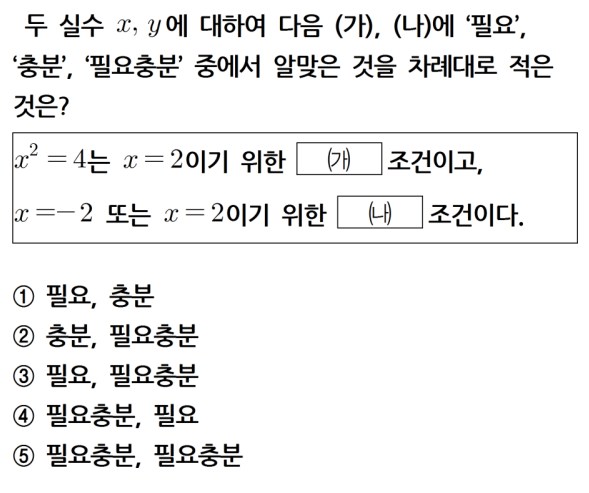 두 실수 x, y에 대하여 다음 (가), (나)에 ‘필요’,
‘충분’, ‘필요충분’ 중에서 알맞은 것을 차례대로 적은
것은?
x² = 4는 x = 2이기 위한 (가) 조건이고,
x = −2 또는 x = 2이기 위한 (나) 조건이다.
① 필요, 충분
② 충분, 필요충분
③ 필요, 필요충분
④ 필요충분, 필요
⑤ 필요충분, 필요충분